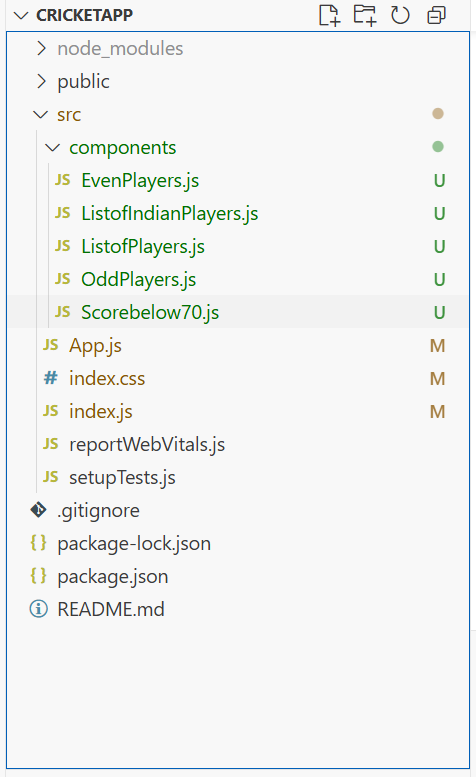 CRICKETAPP
node_modules
public
src
components
JS EvenPlayers.js U
JS ListofIndianPlayers.js U
JS ListofPlayers.js U
JS OddPlayers.js U
JS Scorebelow70.js U
JS App.js M
# index.css M
JS index.js M
JS reportWebVitals.js
JS setupTests.js
.gitignore
{} package-lock.json
{} package.json
README.md